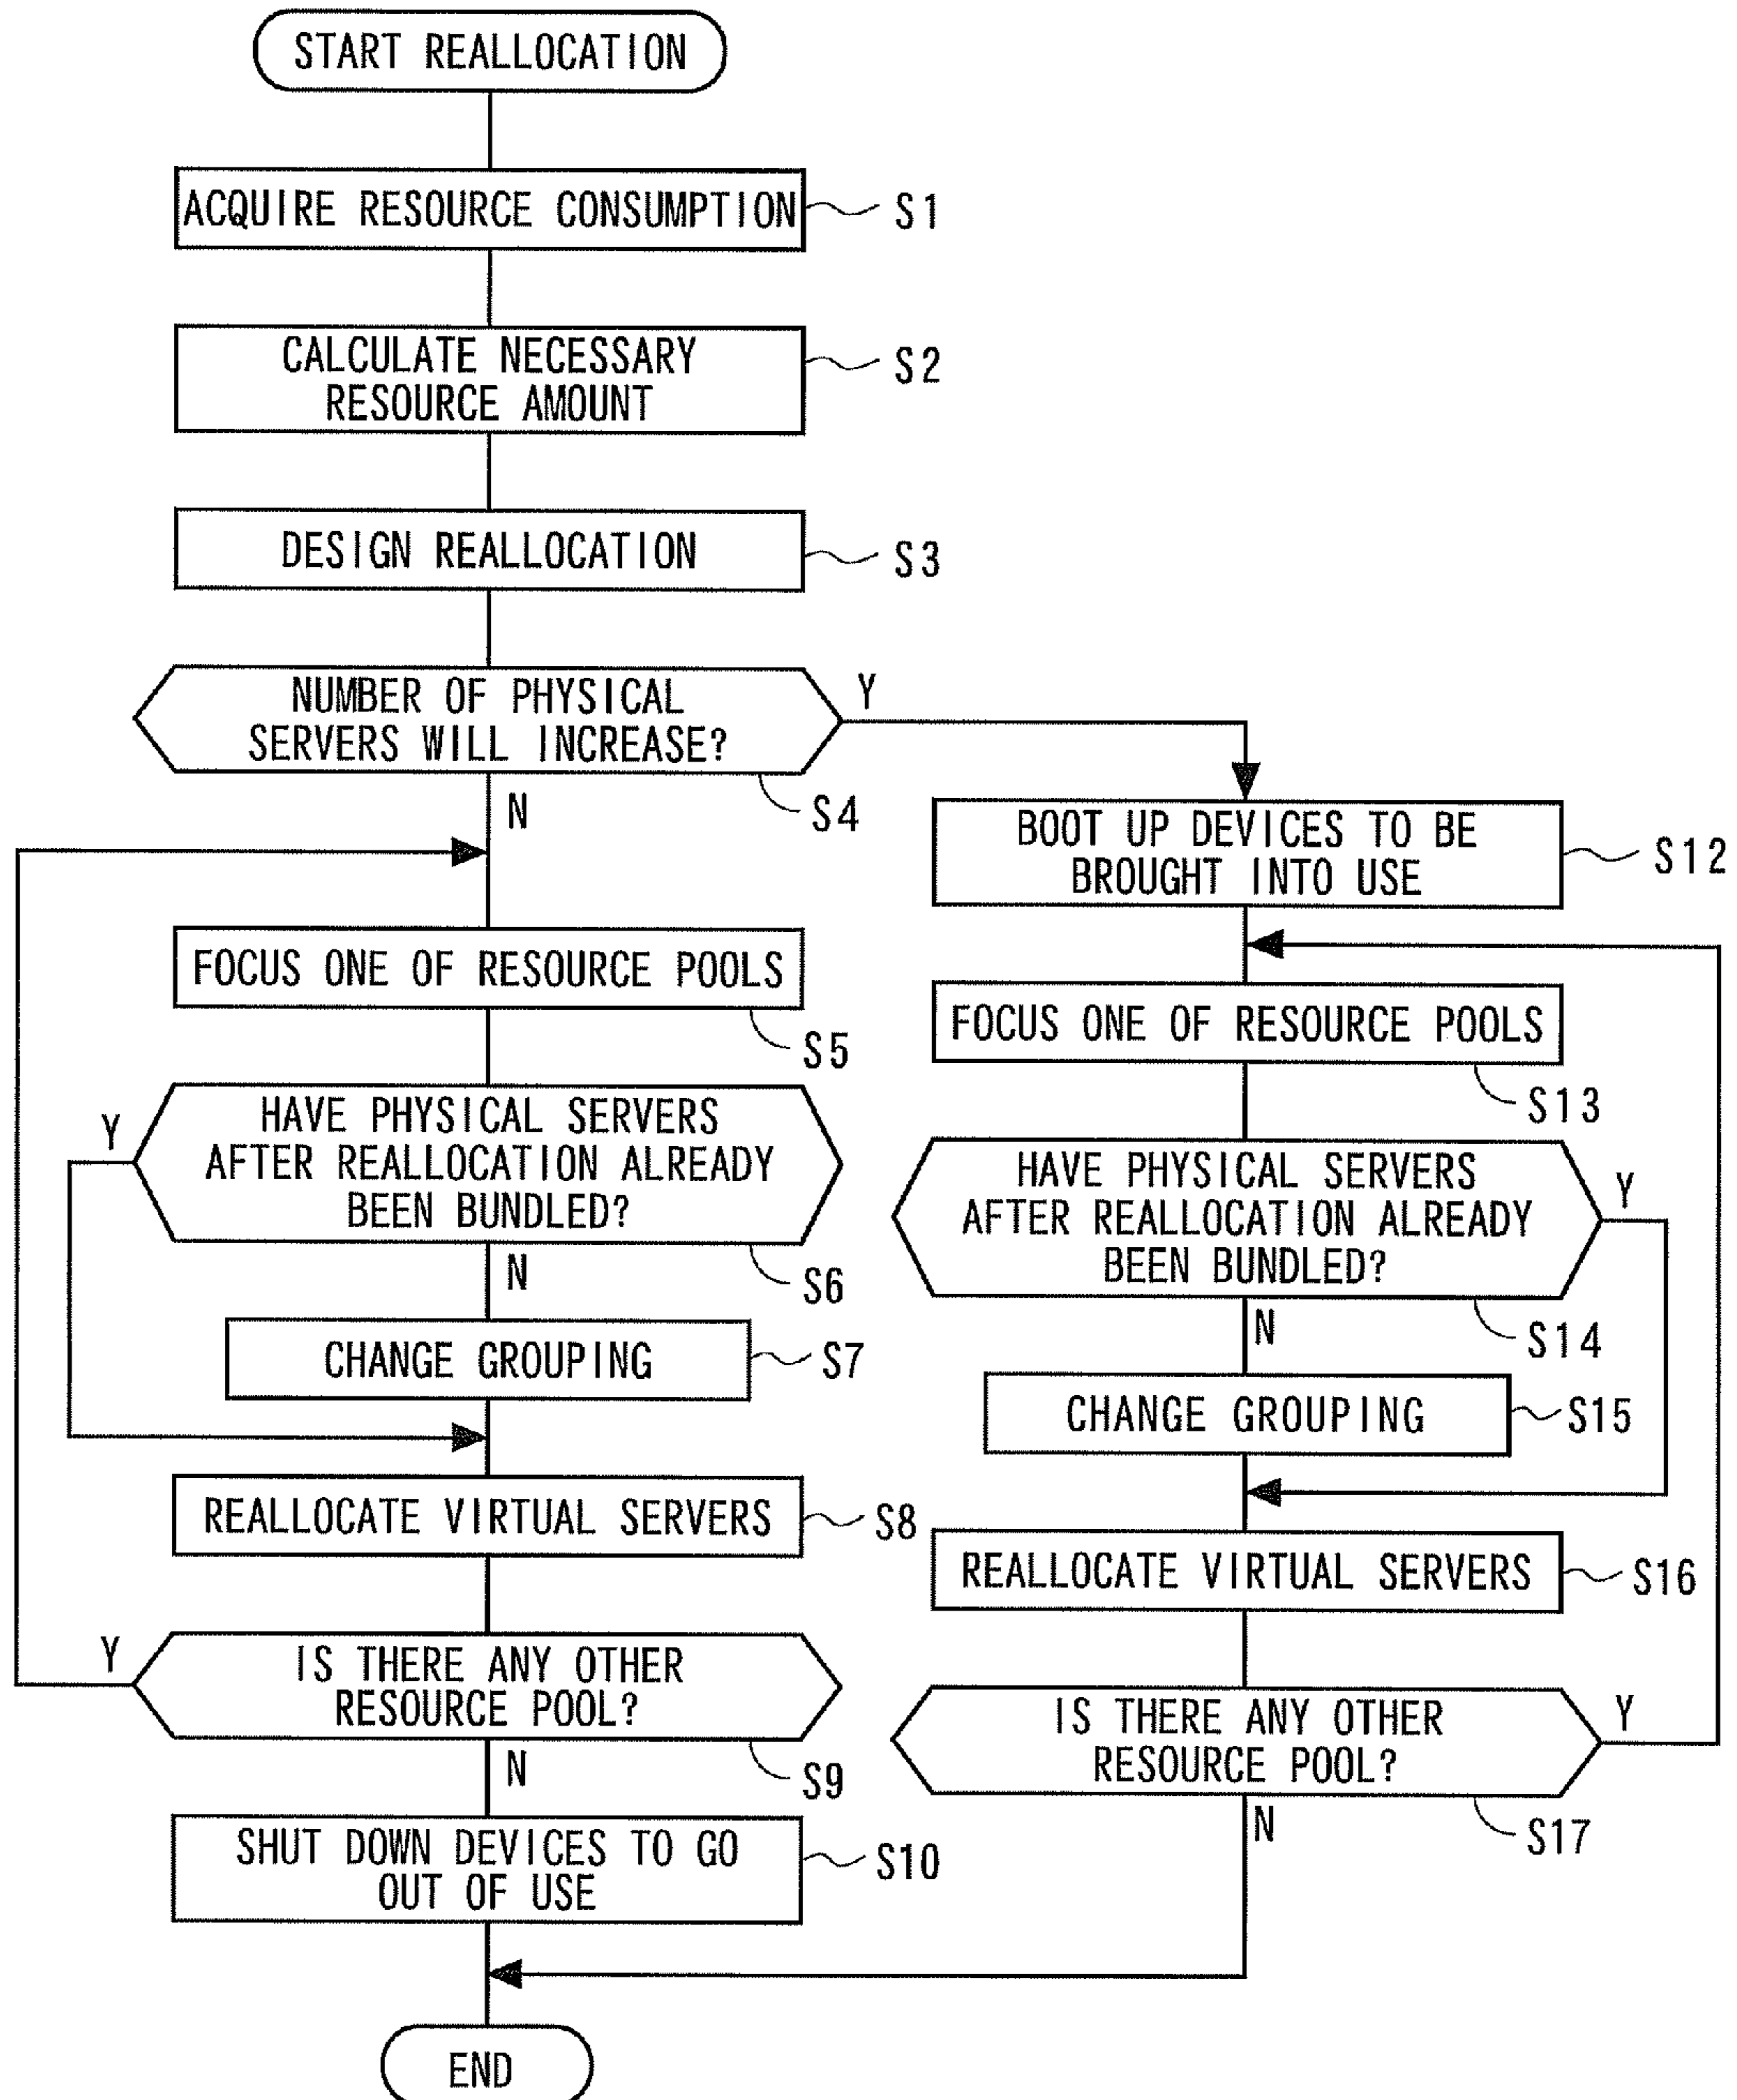 START REALLOCATION
ACQUIRE RESOURCE CONSUMPTION
S1
CALCULATE NECESSARY
RESOURCE AMOUNT
S2
DESIGN REALLOCATION
S3
NUMBER OF PHYSICAL
SERVERS WILL INCREASE?
Y
S4
N
FOCUS ONE OF RESOURCE POOLS
S5
HAVE PHYSICAL SERVERS
AFTER REALLOCATION ALREADY
BEEN BUNDLED?
Y
S6
N
CHANGE GROUPING
S7
REALLOCATE VIRTUAL SERVERS
S8
IS THERE ANY OTHER
RESOURCE POOL?
Y
S9
N
SHUT DOWN DEVICES TO GO
OUT OF USE
S10
BOOT UP DEVICES TO BE
BROUGHT INTO USE
S12
FOCUS ONE OF RESOURCE POOLS
S13
HAVE PHYSICAL SERVERS
AFTER REALLOCATION ALREADY
BEEN BUNDLED?
Y
S14
N
CHANGE GROUPING
S15
REALLOCATE VIRTUAL SERVERS
S16
IS THERE ANY OTHER
RESOURCE POOL?
Y
S17
N
END